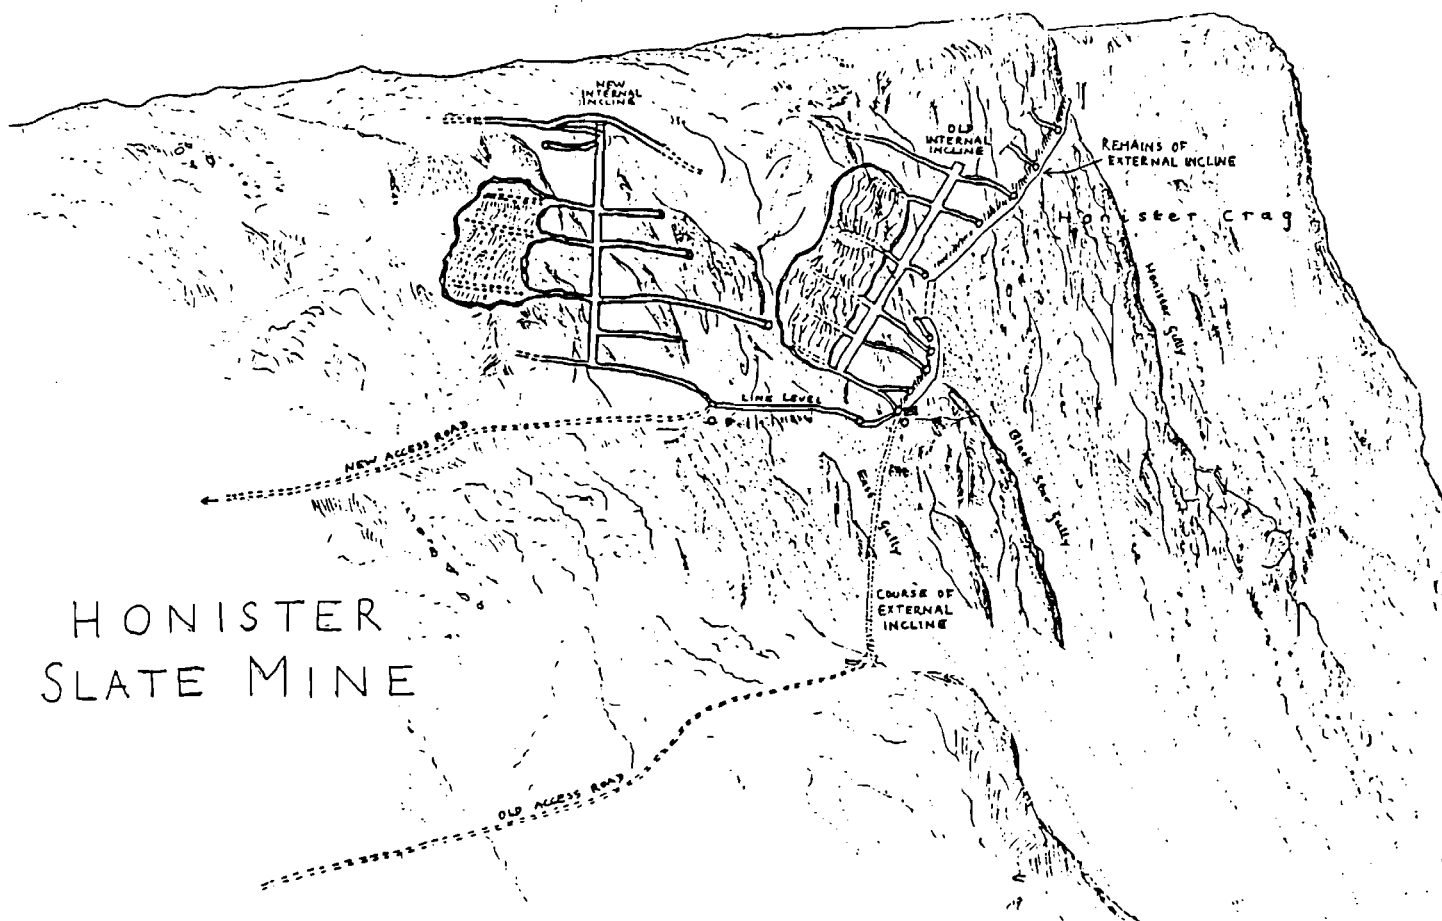 NEW
INTERNAL
INCLINE
OLD
INTERNAL
INCLINE
REMAINS OF
EXTERNAL INCLINE
Honister Crag
Honister Gully
LINK LEVEL
NEW ACCESS ROAD
Black Star Gully
East Gully
COURSE OF
EXTERNAL
INCLINE
HONISTER
SLATE MINE
OLD ACCESS ROAD